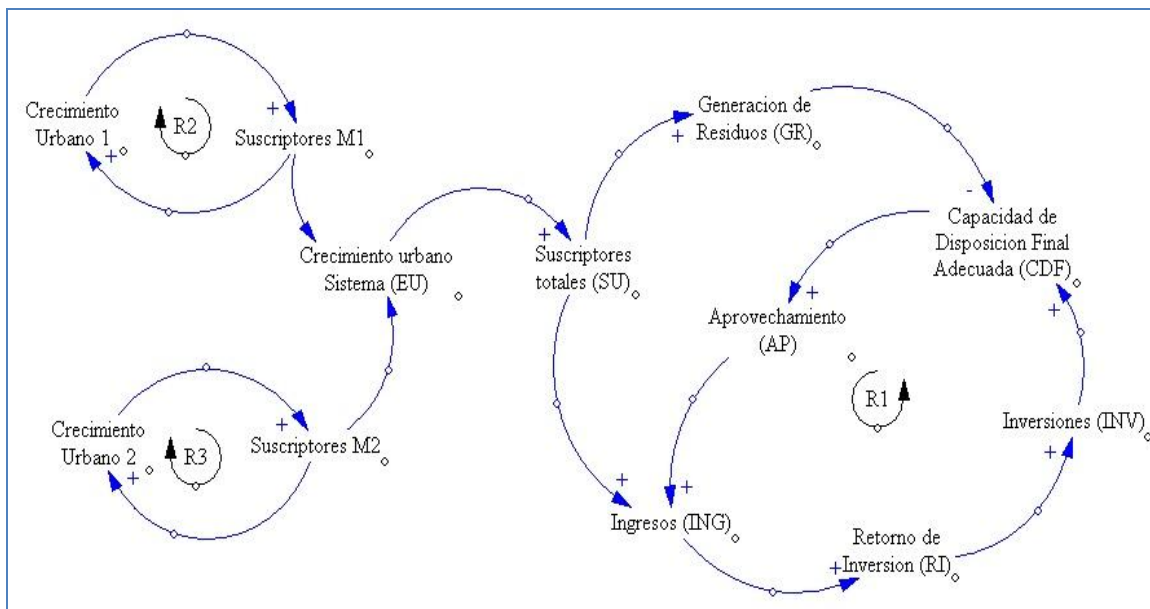 Crecimiento
Urbano 1
+
R2
+
Suscriptores M1
Crecimiento urbano
Sistema (EU)
Crecimiento
Urbano 2
+
R3
+
Suscriptores M2
+
Suscriptores
totales (SU)
+
Generacion de
Residuos (GR)
-
Capacidad de
Disposicion Final
Adecuada (CDF)
+
+
Aprovechamiento
(AP)
R1
Inversiones (INV)
+
+
+
Ingresos (ING)
+
Retorno de
Inversion (RI)